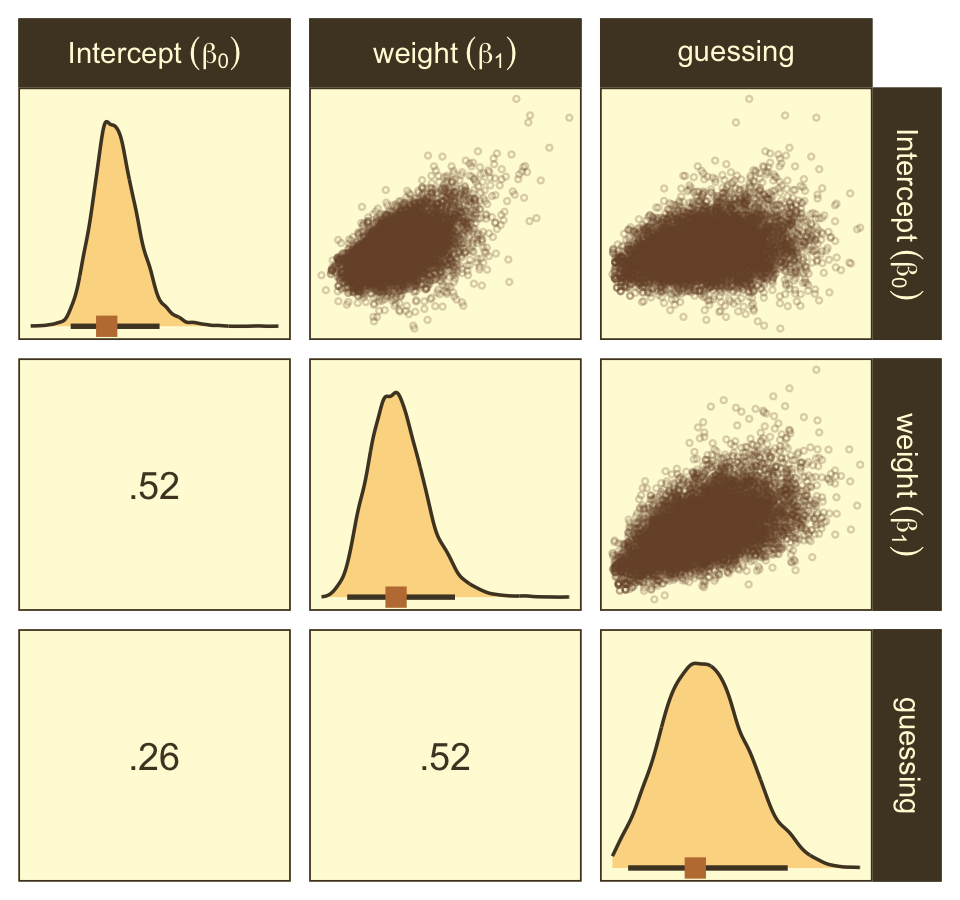 Intercept (β₀)
weight (β₁)
guessing
Intercept (β₀)
.52
weight (β₁)
.26
.52
guessing